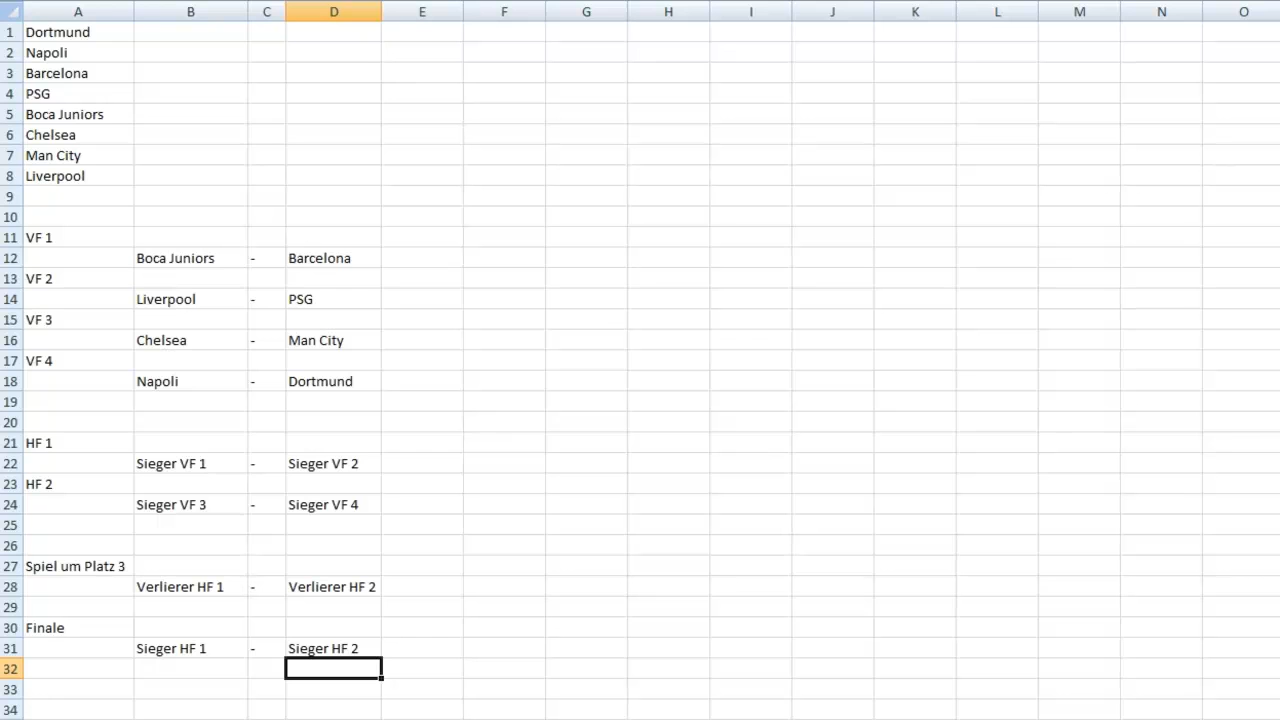 A B C D E F G H I J K L M N O
1 Dortmund
2 Napoli
3 Barcelona
4 PSG
5 Boca Juniors
6 Chelsea
7 Man City
8 Liverpool
9
10
11 VF 1
12 Boca Juniors - Barcelona
13 VF 2
14 Liverpool - PSG
15 VF 3
16 Chelsea - Man City
17 VF 4
18 Napoli - Dortmund
19
20
21 HF 1
22 Sieger VF 1 - Sieger VF 2
23 HF 2
24 Sieger VF 3 - Sieger VF 4
25
26
27 Spiel um Platz 3
28 Verlierer HF 1 - Verlierer HF 2
29
30 Finale
31 Sieger HF 1 - Sieger HF 2
32
33
34